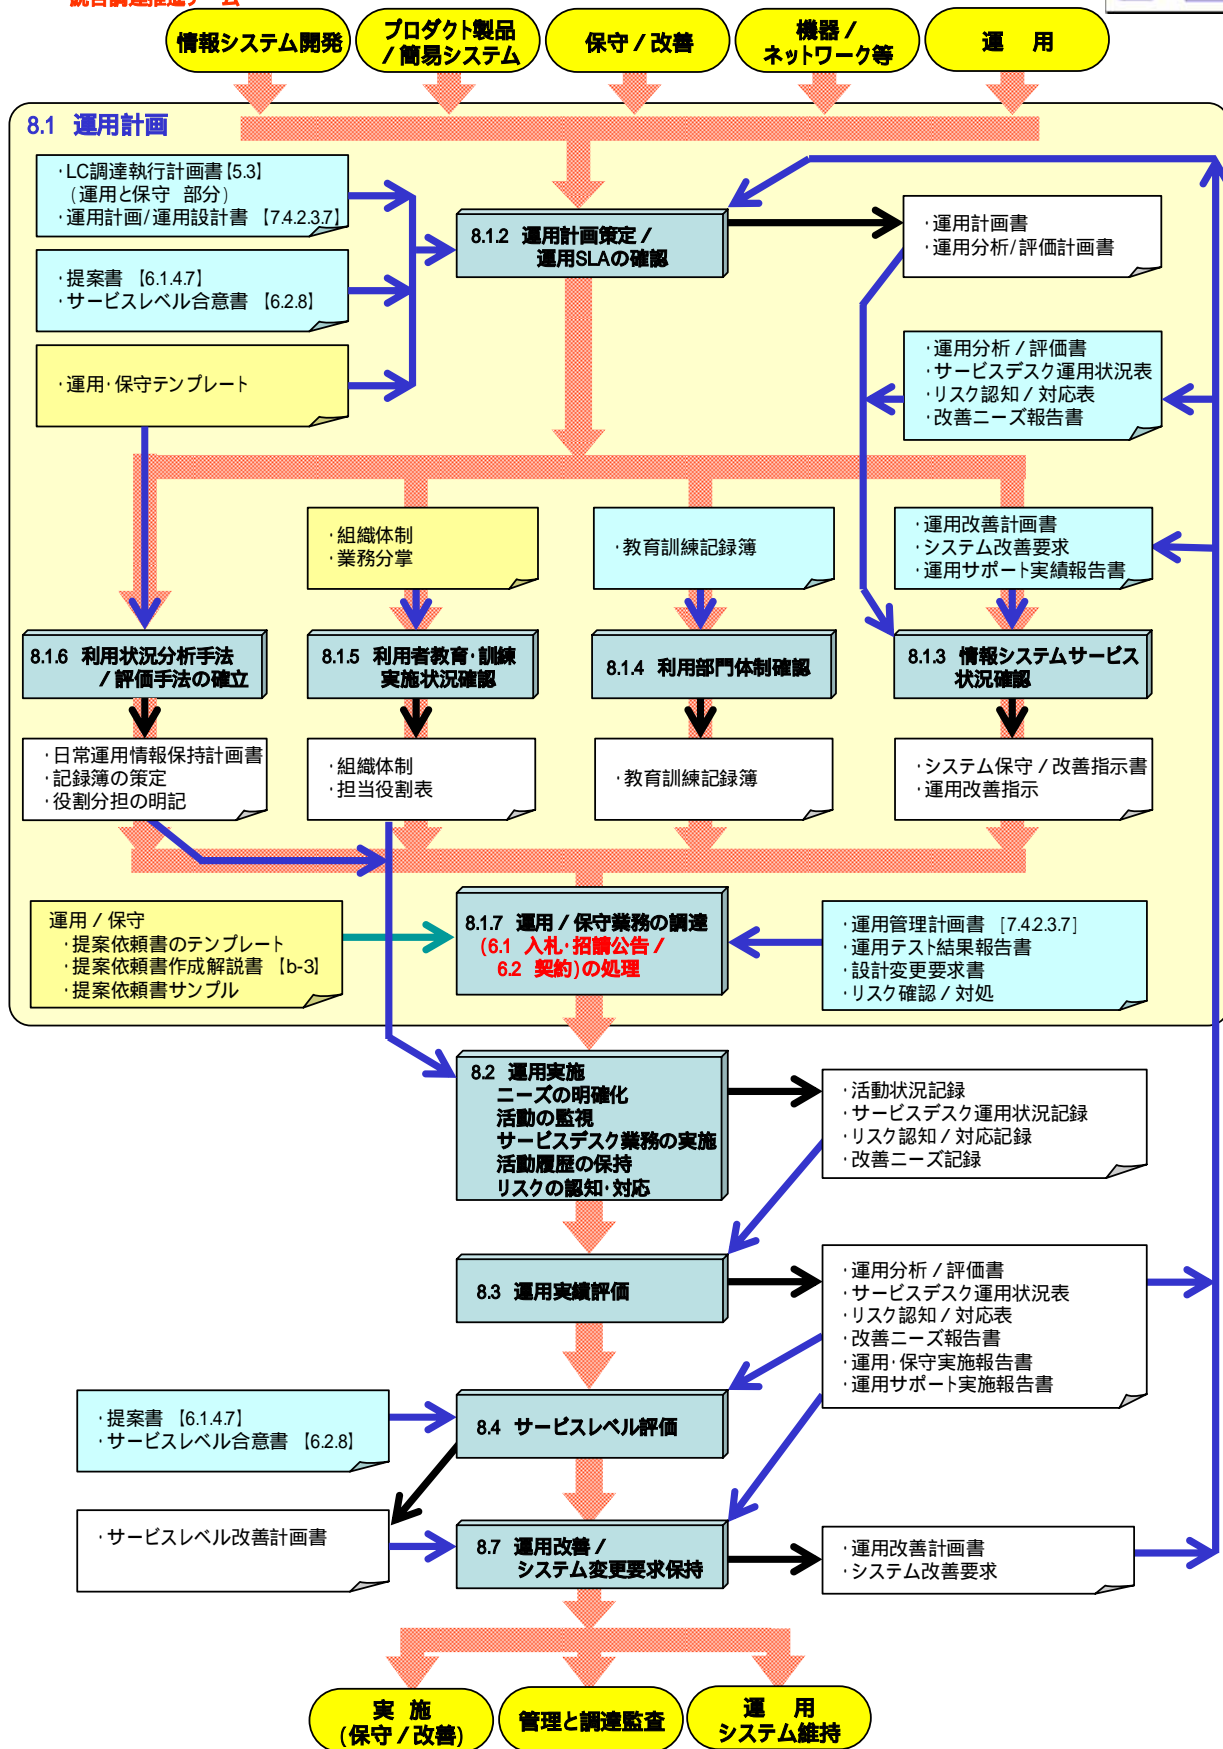 情報システム開発
プロダクト製品
/ 簡易システム
保守 / 改善
機器 /
ネットワーク等
運　用
8.1 運用計画
・LC調達執行計画書【5.3】
（運用と保守 部分）
・運用計画/運用設計書 【7.4.2.3.7】
・提案書 【6.1.4.7】
・サービスレベル合意書 【6.2.8】
・運用・保守テンプレート
8.1.2 運用計画策定 /
運用SLAの確認
・運用計画書
・運用分析/評価計画書
・運用分析 / 評価書
・サービスデスク運用状況表
・リスク認知 / 対応表
・改善ニーズ報告書
・組織体制
・業務分掌
・教育訓練記録簿
・運用改善計画書
・システム改善要求
・運用サポート実績報告書
8.1.6 利用状況分析手法
/ 評価手法の確立
8.1.5 利用者教育・訓練
実施状況確認
8.1.4 利用部門体制確認
8.1.3 情報システムサービス
状況確認
・日常運用情報保持計画書
・記録簿の策定
・役割分担の明記
・組織体制
・担当役割表
・教育訓練記録簿
・システム保守 / 改善指示書
・運用改善指示
運用 / 保守
・提案依頼書のテンプレート
・提案依頼書作成解説書 【b-3】
・提案依頼書サンプル
8.1.7 運用 / 保守業務の調達
(6.1 入札・招請公告 /
6.2 契約)の処理
・運用管理計画書 [7.4.2.3.7]
・運用テスト結果報告書
・設計変更要求書
・リスク確認 / 対処
8.2 運用実施
ニーズの明確化
活動の監視
サービスデスク業務の実施
活動履歴の保持
リスクの認知・対応
・活動状況記録
・サービスデスク運用状況記録
・リスク認知 / 対応記録
・改善ニーズ記録
8.3 運用実績評価
・運用分析 / 評価書
・サービスデスク運用状況表
・リスク認知 / 対応表
・改善ニーズ報告書
・運用・保守実施報告書
・運用サポート実施報告書
・提案書 【6.1.4.7】
・サービスレベル合意書 【6.2.8】
8.4 サービスレベル評価
・サービスレベル改善計画書
8.7 運用改善 /
システム変更要求保持
・運用改善計画書
・システム改善要求
実 施
(保守 / 改善)
管理と調達監査
運　用
システム維持